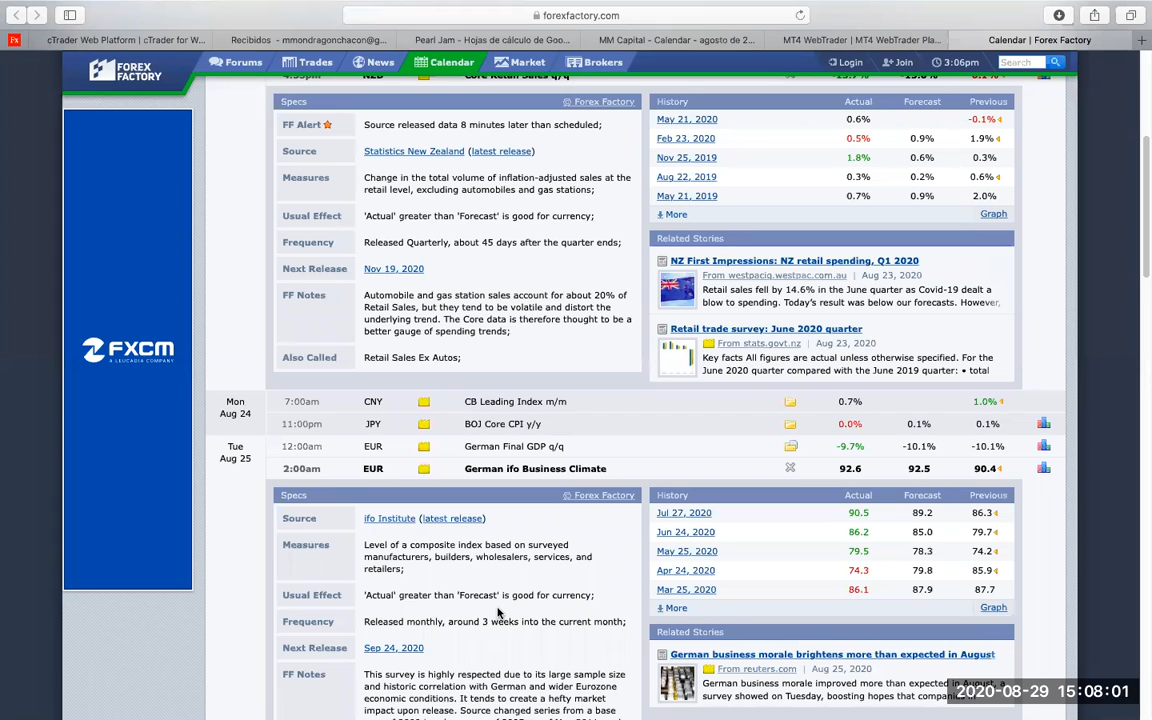 forexfactory.com
Fx
cTrader Web Platform | cTrader for W...
Recibidos - mmondragonchacon@g...
Pearl Jam - Hojas de cálculo de Goo...
MM Capital - Calendar - agosto de 2...
MT4 WebTrader | MT4 WebTrader Pla...
Calendar | Forex Factory
FOREX FACTORY
Forums
Trades
News
Calendar
Market
Brokers
Login
Join
3:06pm
Search
NZD
Core Retail Sales q/q
Specs
© Forex Factory
FF Alert
Source released data 8 minutes later than scheduled;
Source
Statistics New Zealand (latest release)
Measures
Change in the total volume of inflation-adjusted sales at the
retail level, excluding automobiles and gas stations;
Usual Effect
'Actual' greater than 'Forecast' is good for currency;
Frequency
Released Quarterly, about 45 days after the quarter ends;
Next Release
Nov 19, 2020
FF Notes
Automobile and gas station sales account for about 20% of
Retail Sales, but they tend to be volatile and distort the
underlying trend. The Core data is therefore thought to be a
better gauge of spending trends;
Also Called
Retail Sales Ex Autos;
History Actual Forecast Previous
May 21, 2020 0.6% -0.1%
Feb 23, 2020 0.5% 0.9% 1.9%
Nov 25, 2019 1.8% 0.6% 0.3%
Aug 22, 2019 0.3% 0.2% 0.6%
May 21, 2019 0.7% 0.9% 2.0%
More Graph
Related Stories
NZ First Impressions: NZ retail spending, Q1 2020
From westpaciq.westpac.com.au | Aug 23, 2020
Retail sales fell by 14.6% in the June quarter as Covid-19 dealt a
blow to spending. Today's result was below our forecasts. However,
Retail trade survey: June 2020 quarter
From stats.govt.nz | Aug 23, 2020
Key facts All figures are actual unless otherwise specified. For the
June 2020 quarter compared with the June 2019 quarter: • total
FXCM
A LEUCADIA COMPANY
Mon
Aug 24
7:00am CNY CB Leading Index m/m 0.7% 1.0%
11:00pm JPY BOJ Core CPI y/y 0.0% 0.1% 0.1%
Tue
Aug 25
12:00am EUR German Final GDP q/q -9.7% -10.1% -10.1%
2:00am EUR German ifo Business Climate 92.6 92.5 90.4
Specs
© Forex Factory
Source
ifo Institute (latest release)
Measures
Level of a composite index based on surveyed
manufacturers, builders, wholesalers, services, and
retailers;
Usual Effect
'Actual' greater than 'Forecast' is good for currency;
Frequency
Released monthly, around 3 weeks into the current month;
Next Release
Sep 24, 2020
FF Notes
This survey is highly respected due to its large sample size
and historic correlation with German and wider Eurozone
economic conditions. It tends to create a hefty market
impact upon release. Source changed series from a base
History Actual Forecast Previous
Jul 27, 2020 90.5 89.2 86.3
Jun 24, 2020 86.2 85.0 79.7
May 25, 2020 79.5 78.3 74.2
Apr 24, 2020 74.3 79.8 85.9
Mar 25, 2020 86.1 87.9 87.7
More Graph
Related Stories
German business morale brightens more than expected in August
From reuters.com | Aug 25, 2020
German business morale improved more than expected in August, a
survey showed on Tuesday, boosting hopes that
2020-08-29 15:08:01